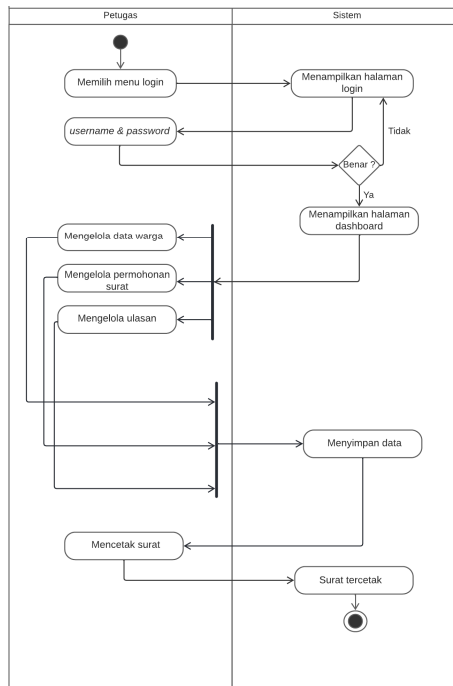 Petugas
Sistem
Memilih menu login
Menampilkan halaman
login
username & password
Tidak
Benar ?
Ya
Menampilkan halaman
dashboard
Mengelola data warga
Mengelola permohonan
surat
Mengelola ulasan
Menyimpan data
Mencetak surat
Surat tercetak